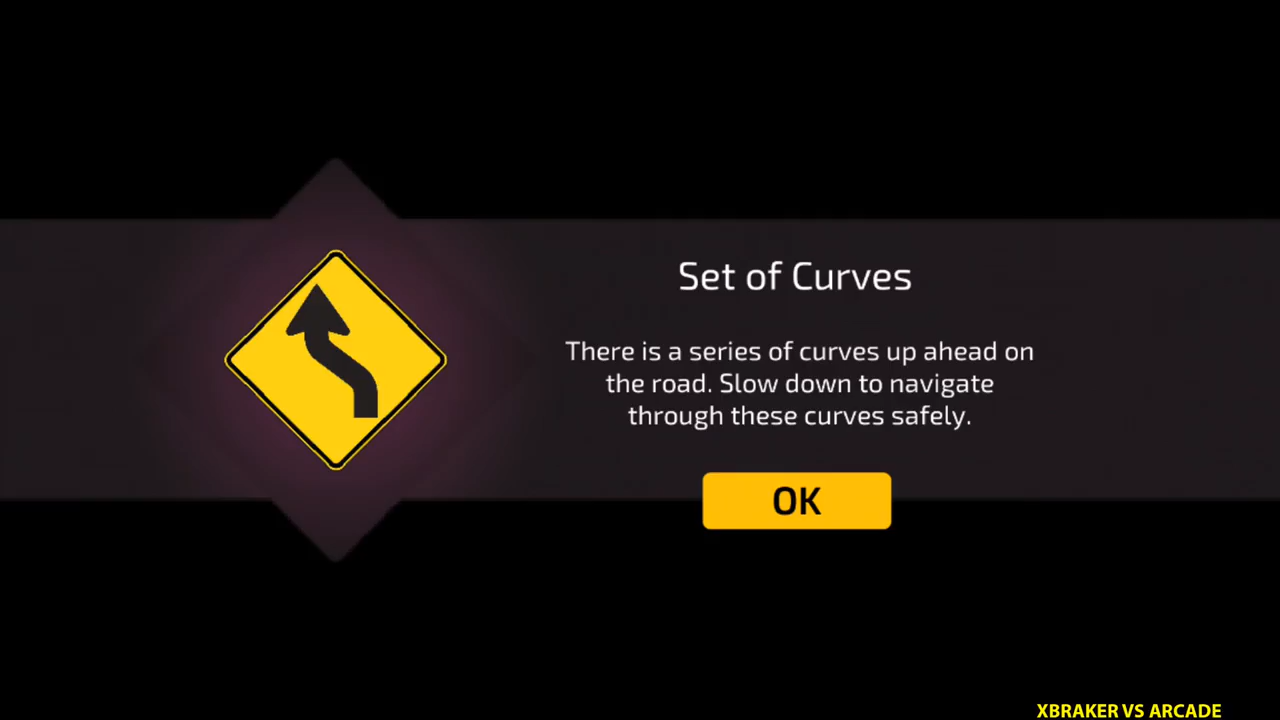 Set of Curves
There is a series of curves up ahead on
the road. Slow down to navigate
through these curves safely.
OK
XBRAKER VS ARCADE